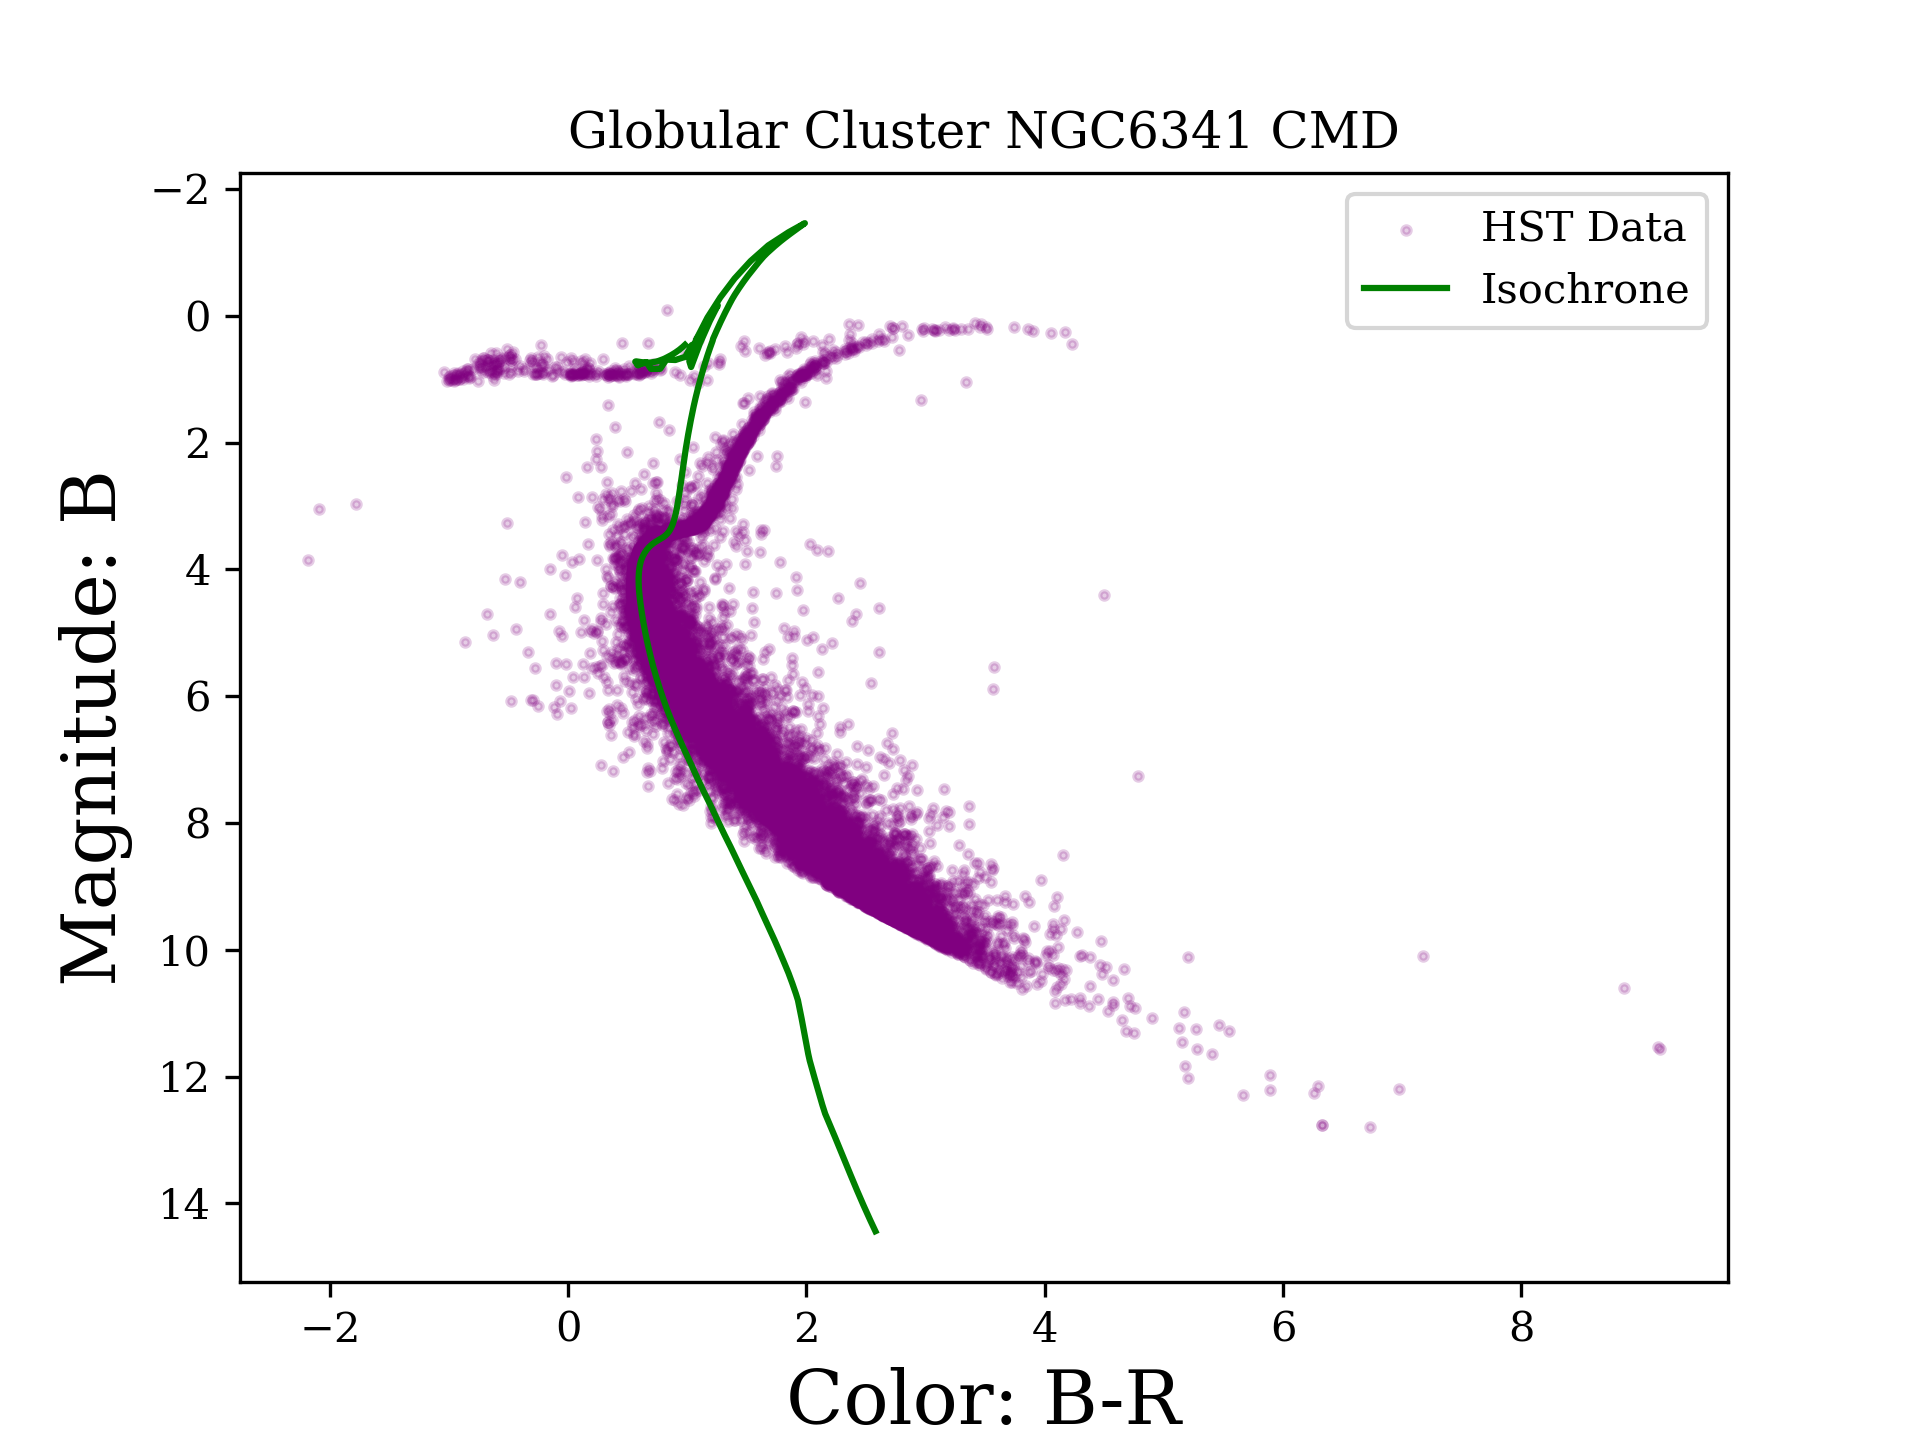 Globular Cluster NGC6341 CMD
HST Data
Isochrone
Magnitude: B
−2
0
2
4
6
8
10
12
14
−2 0 2 4 6 8
Color: B-R